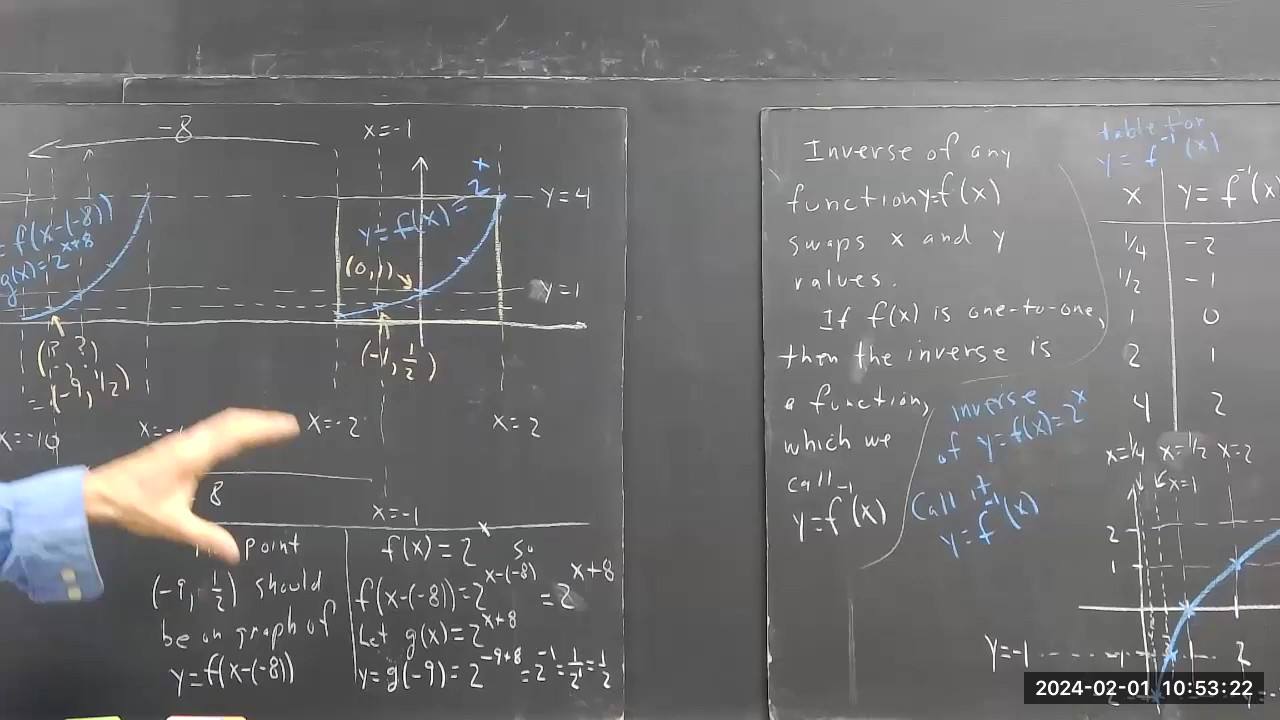 -8
x=-1
2^x
y=4
= f(x-(-8))
y=f(x)=
g(x)=2^{x+8}
(0,1)
y=1
(?, ?)
(-1, 1/2)
=(-9, 1/2)
x=-10
x=-2
x=2
8
x=-1
point
(-9, 1/2) should
be on graph of
y=f(x-(-8))
f(x)=2^x so
f(x-(-8))=2^{x-(-8)} =2^{x+8}
Let g(x)=2^{x+8}
y=g(-9)=2^{-9+8}=2^{-1}=1/2^1=1/2
Inverse of any
function y=f(x)
swaps x and y
values.
If f(x) is one-to-one,
then the inverse is
a function,
which we
call
y=f^{-1}(x)
inverse
of y=f(x)=2^x
Call it
y=f^{-1}(x)
table for
y=f^{-1}(x)
x y=f^{-1}(x
1/4 -2
1/2 -1
1 0
2 1
4 2
x=1/4 x=1/2 x=2
x=1
2
1
y=-1
-1
2
2024-02-01 10:53:22